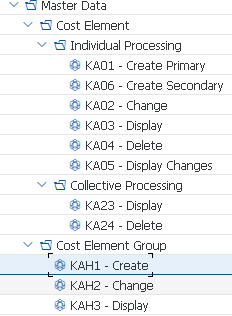 Master Data
Cost Element
Individual Processing
KA01 - Create Primary
KA06 - Create Secondary
KA02 - Change
KA03 - Display
KA04 - Delete
KA05 - Display Changes
Collective Processing
KA23 - Display
KA24 - Delete
Cost Element Group
KAH1 - Create
KAH2 - Change
KAH3 - Display